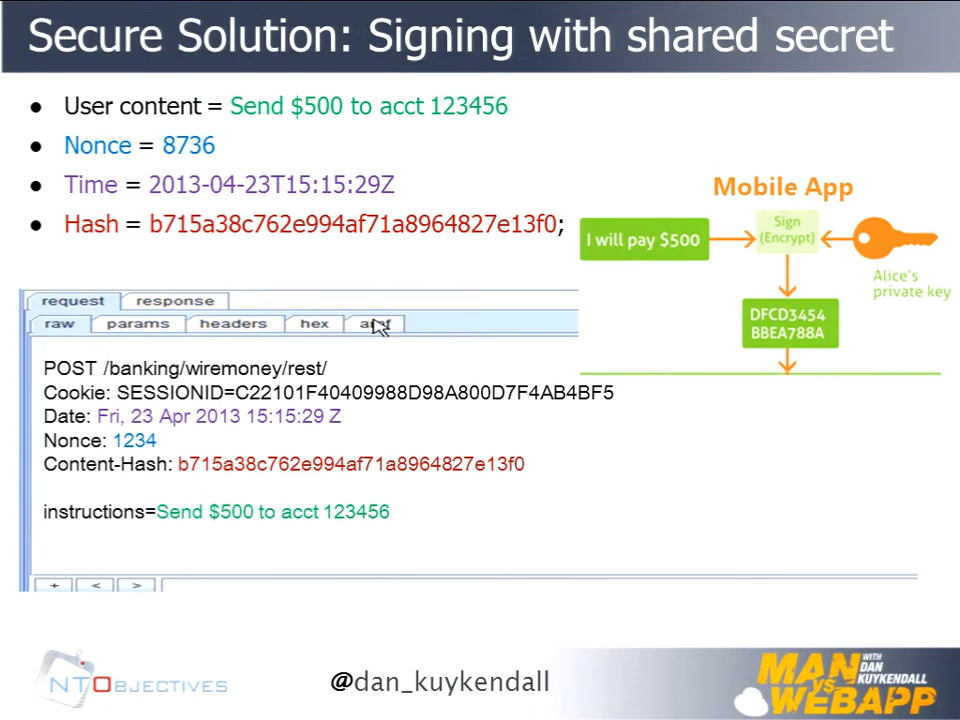 Secure Solution: Signing with shared secret
● User content = Send $500 to acct 123456
● Nonce = 8736
● Time = 2013-04-23T15:15:29Z
● Hash = b715a38c762e994af71a8964827e13f0;
Mobile App
I will pay $500
Sign
(Encrypt)
Alice's
private key
DFCD3454
BBEA788A
request response
raw params headers hex
POST /banking/wiremoney/rest/
Cookie: SESSIONID=C22101F40409988D98A800D7F4AB4BF5
Date: Fri, 23 Apr 2013 15:15:29 Z
Nonce: 1234
Content-Hash: b715a38c762e994af71a8964827e13f0
instructions=Send $500 to acct 123456
+ < >
NTOBJECTIVES
@dan_kuykendall
MAN VS WEBAPP
WITH DAN KUYKENDALL